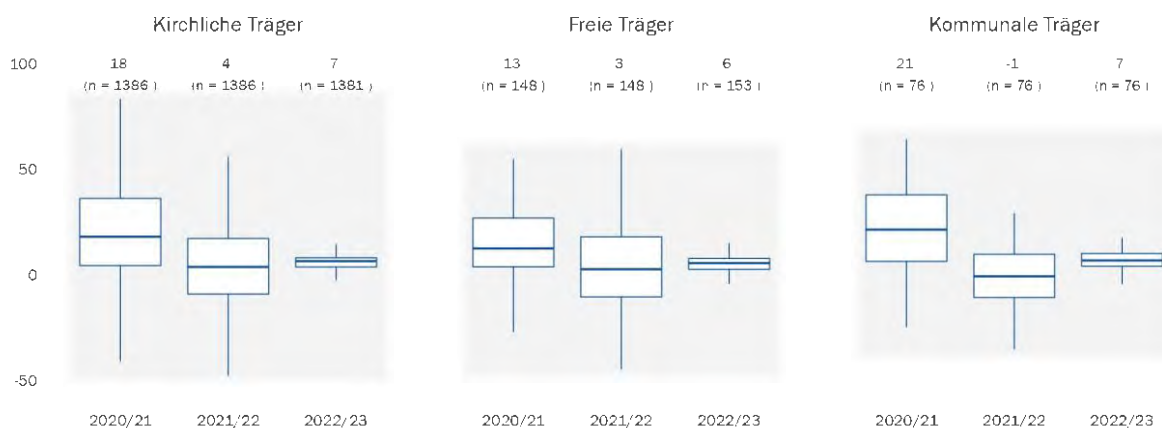 Kirchliche Träger Freie Träger Kommunale Träger
100 18 4 7 13 3 6 21 -1 7
(n = 1386 ) (n = 1386 ) (n = 1381) (n = 148 ) (n = 148 ) (n = 153 ) (n = 76 ) (n = 76 ) (n = 76 )
50
0
-50
2020/21 2021/22 2022/23 2020/21 2021/22 2022/23 2020/21 2021/22 2022/23